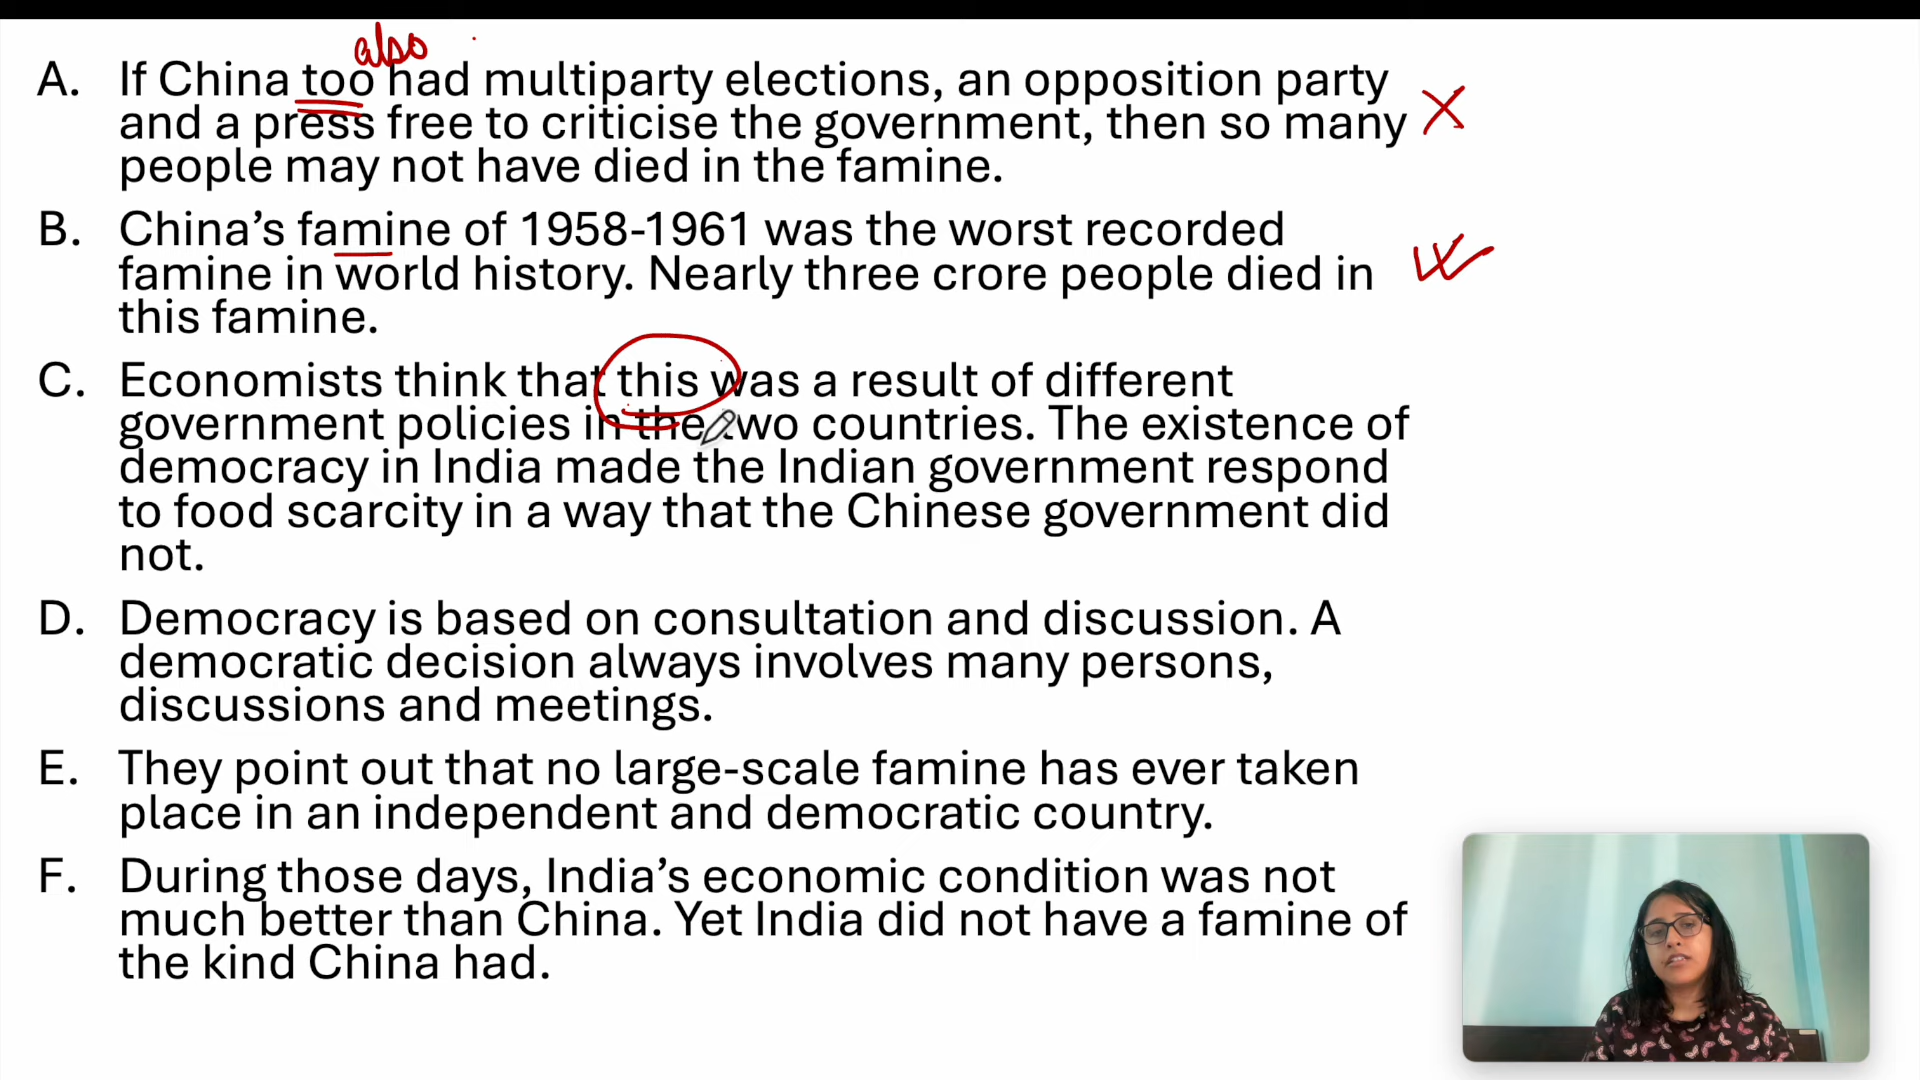 also
A. If China too had multiparty elections, an opposition party
and a press free to criticise the government, then so many
people may not have died in the famine.
B. China’s famine of 1958-1961 was the worst recorded
famine in world history. Nearly three crore people died in
this famine.
C. Economists think that this was a result of different
government policies in the two countries. The existence of
democracy in India made the Indian government respond
to food scarcity in a way that the Chinese government did
not.
D. Democracy is based on consultation and discussion. A
democratic decision always involves many persons,
discussions and meetings.
E. They point out that no large-scale famine has ever taken
place in an independent and democratic country.
F. During those days, India’s economic condition was not
much better than China. Yet India did not have a famine of
the kind China had.